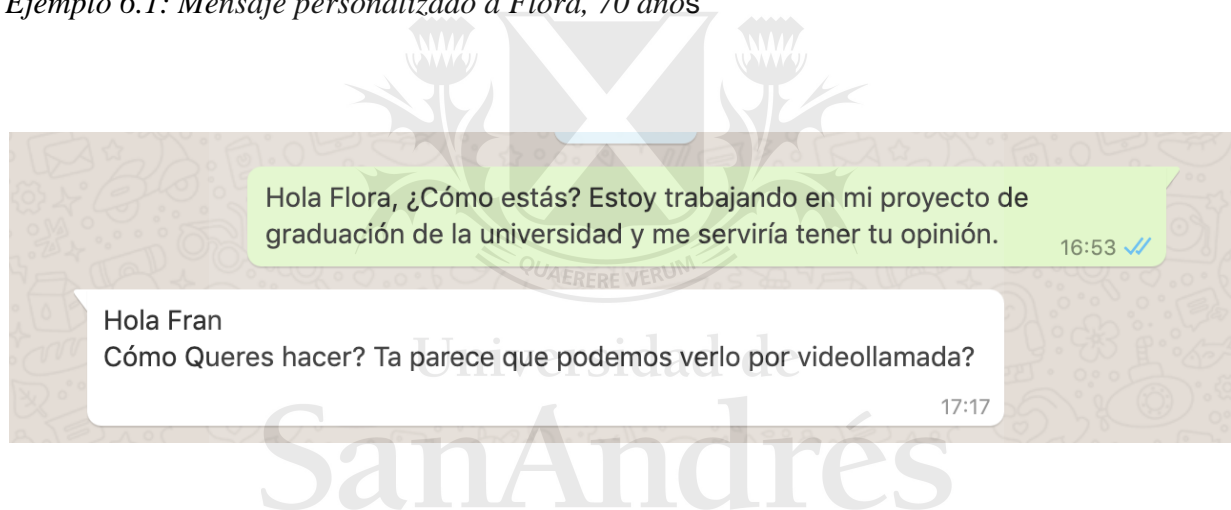 Ejemplo 6.1: Mensaje personalizado a Flora, 70 años
Hola Flora, ¿Cómo estás? Estoy trabajando en mi proyecto de
graduación de la universidad y me serviría tener tu opinión.
16:53
QUAERERE VERUM
Hola Fran
Cómo Queres hacer? Ta parece que podemos verlo por videollamada?
17:17
Universidad de
SanAndrés